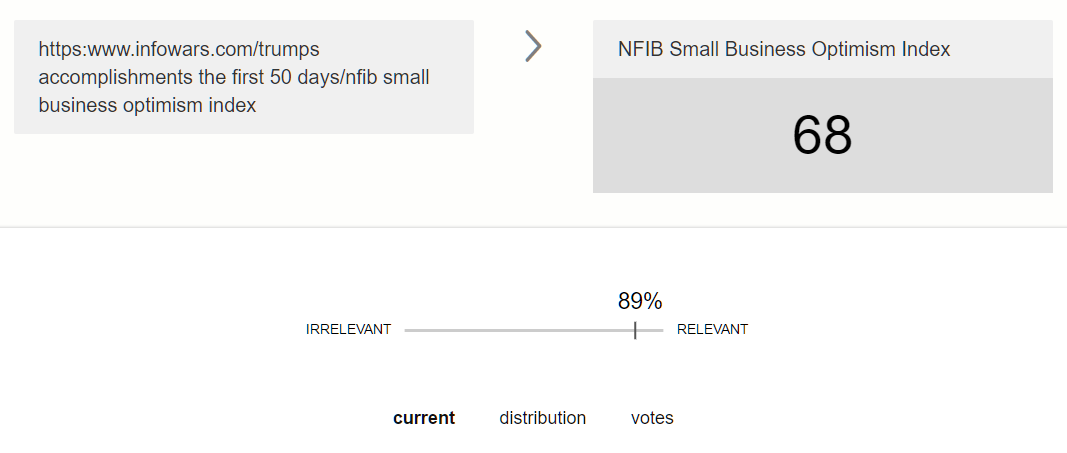 https:www.infowars.com/trumps
accomplishments the first 50 days/nfib small
business optimism index
NFIB Small Business Optimism Index
68
89%
IRRELEVANT
RELEVANT
current distribution votes